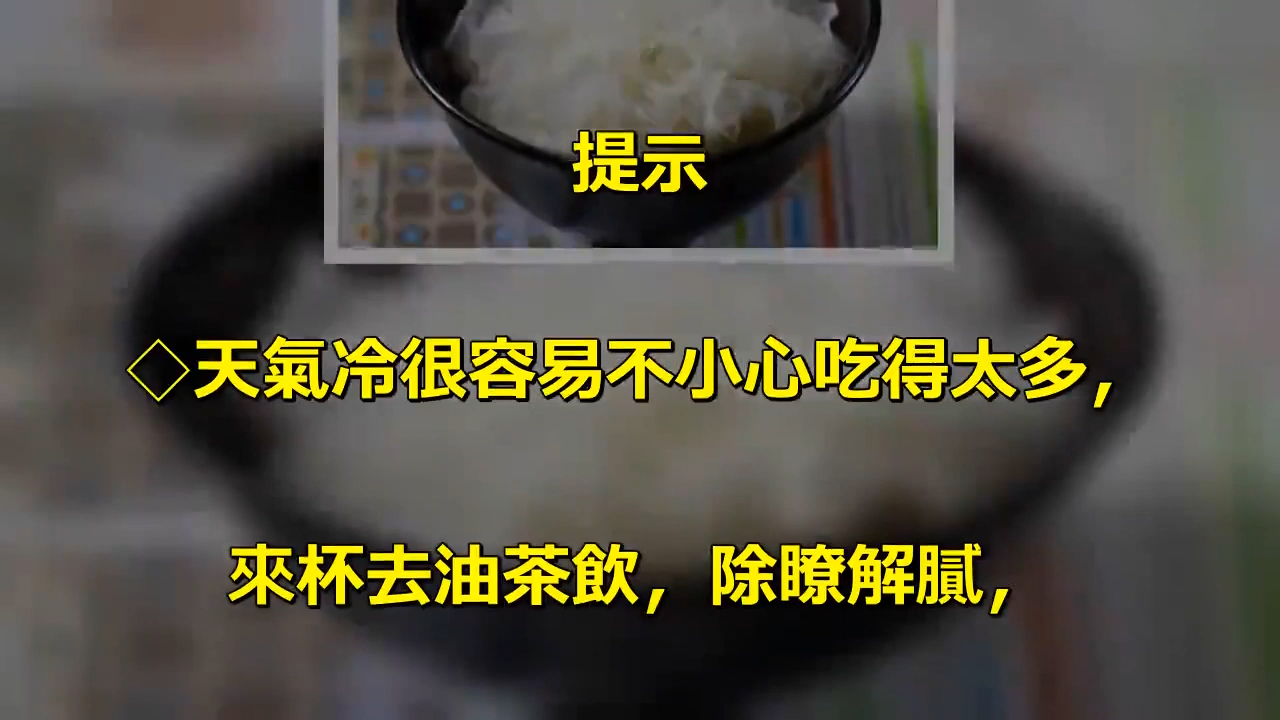 提示
◇天氣冷很容易不小心吃得太多，
來杯去油茶飲，除瞭解膩，